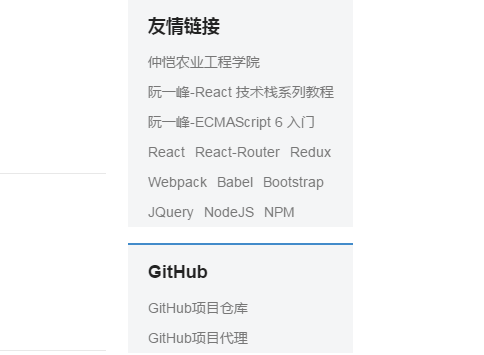 友情链接
仲恺农业工程学院
阮一峰-React 技术栈系列教程
阮一峰-ECMAScript 6 入门
React React-Router Redux
Webpack Babel Bootstrap
JQuery NodeJS NPM
GitHub
GitHub项目仓库
GitHub项目代理